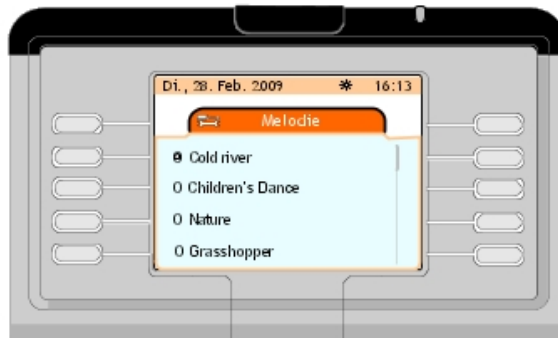 Di., 28. Feb. 2009 16:13
Melodie
Cold river
Children's Dance
Nature
Grasshopper